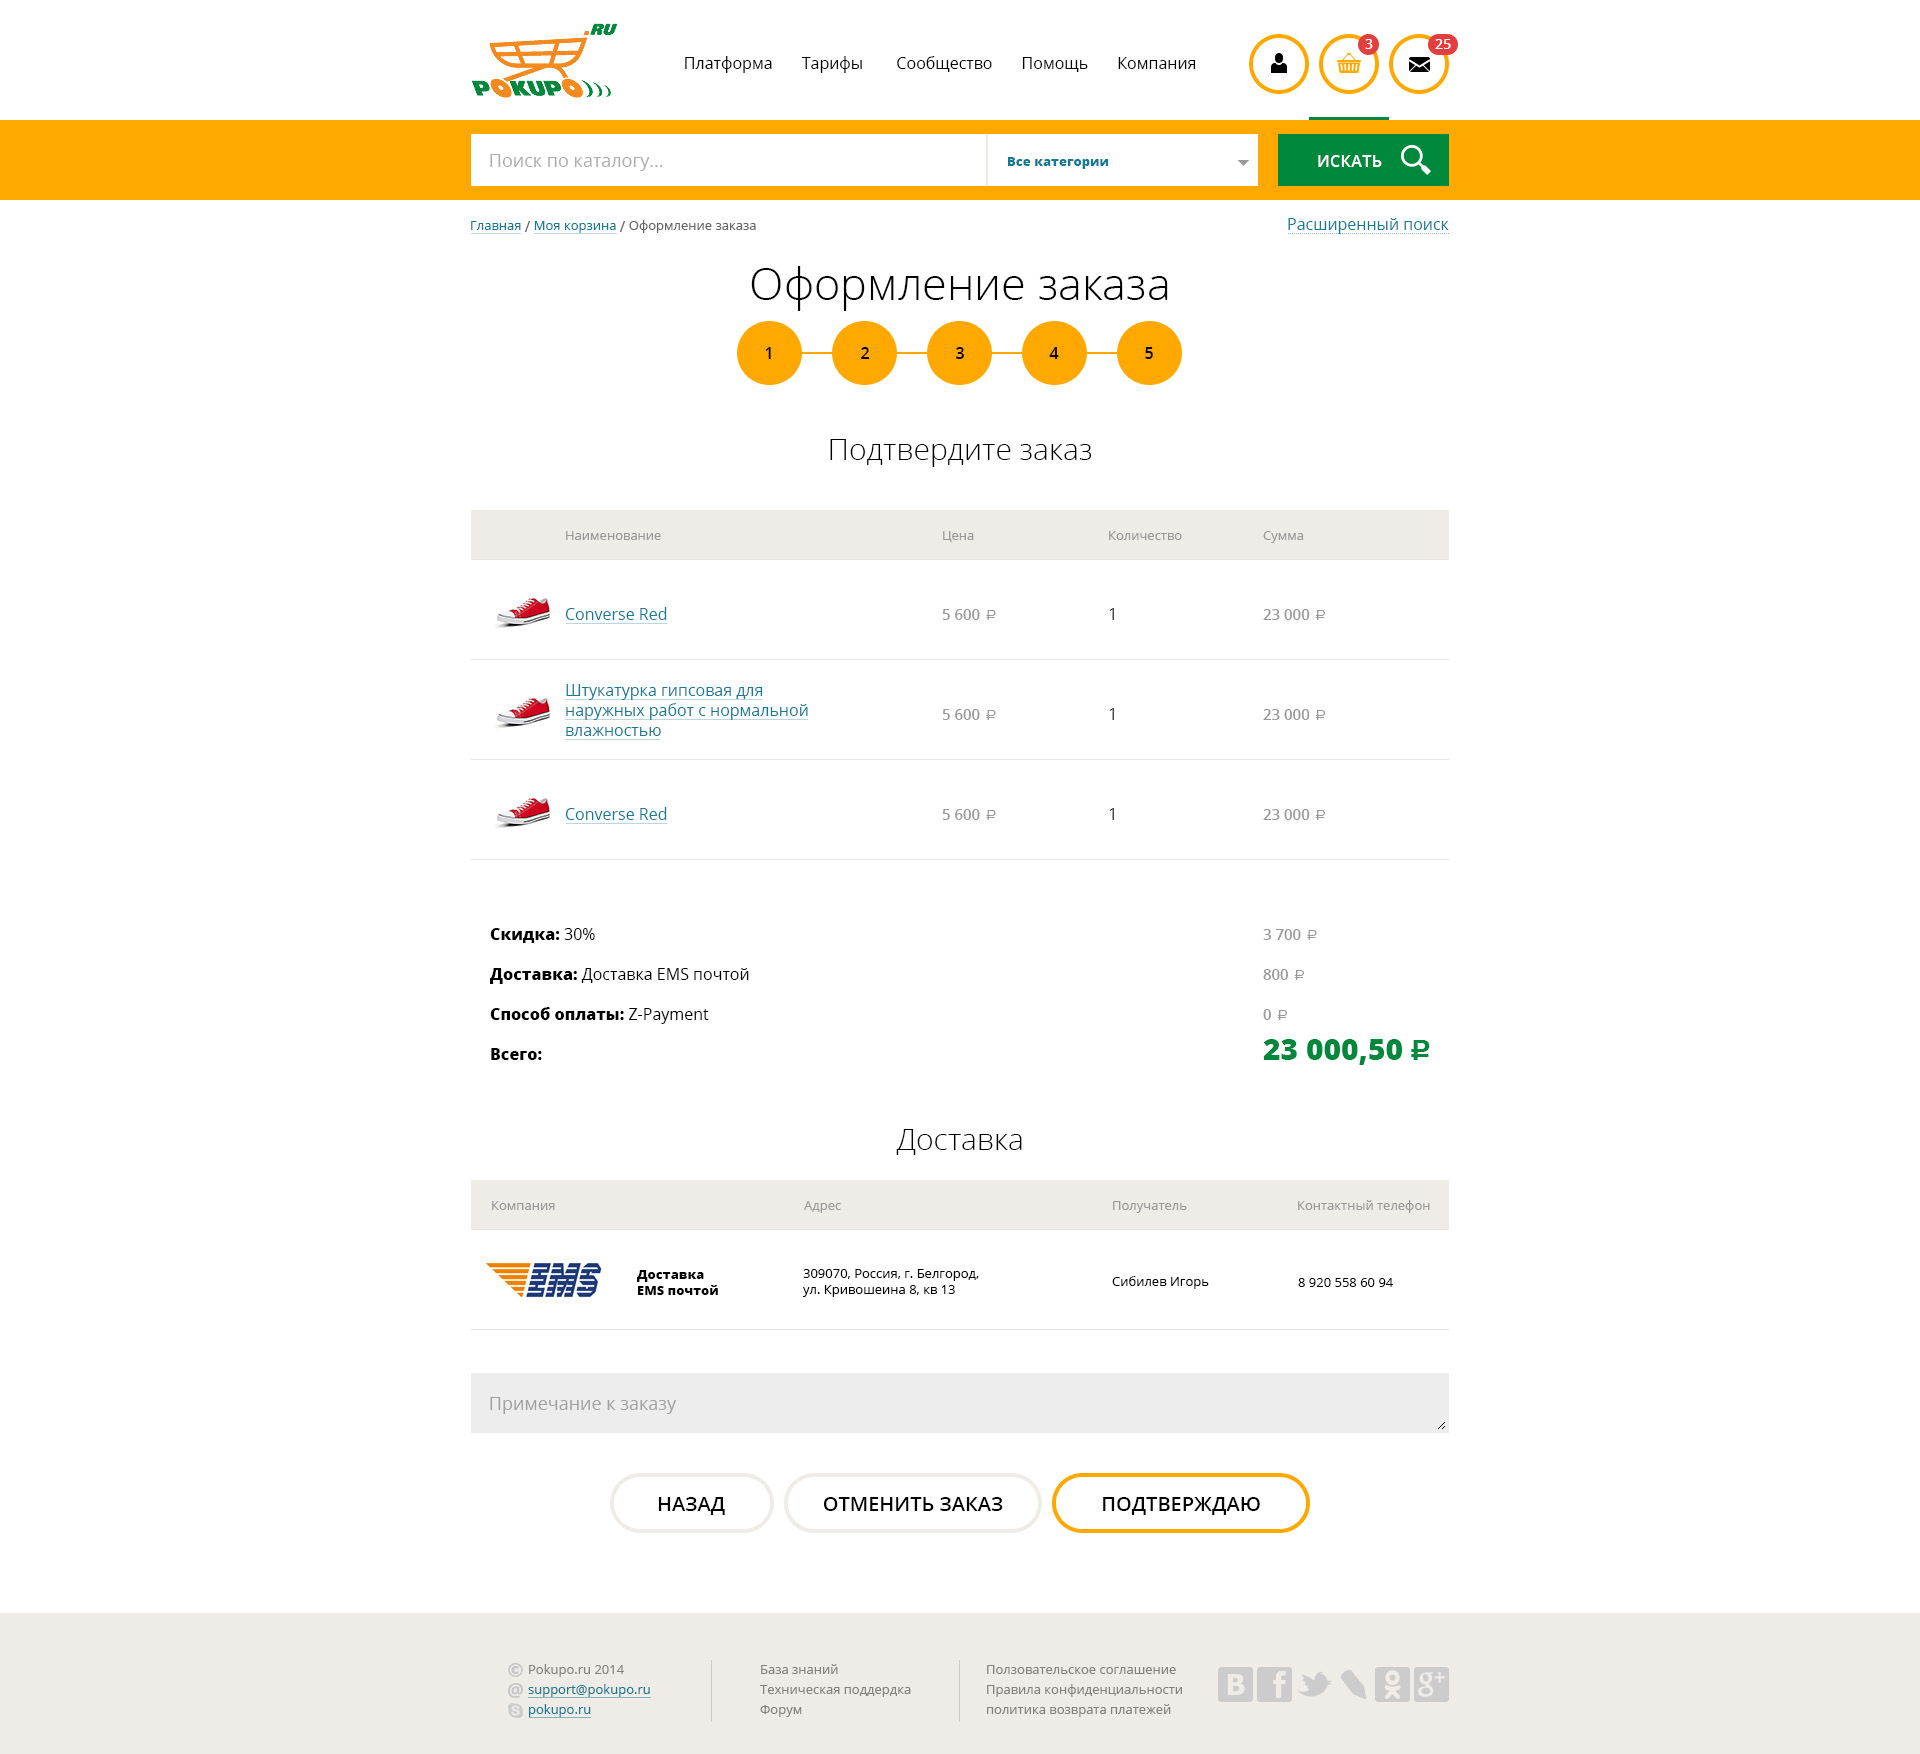 .RU
POKUPO
Платформа Тарифы Сообщество Помощь Компания
3
25
Поиск по каталогу...
Все категории
ИСКАТЬ
Главная / Моя корзина / Оформление заказа
Расширенный поиск
Оформление заказа
1 2 3 4 5
Подтвердите заказ
Наименование Цена Количество Сумма
Converse Red 5 600 ₽ 1 23 000 ₽
Штукатурка гипсовая для
наружных работ с нормальной
влажностью
5 600 ₽ 1 23 000 ₽
Converse Red 5 600 ₽ 1 23 000 ₽
Скидка: 30% 3 700 ₽
Доставка: Доставка EMS почтой 800 ₽
Способ оплаты: Z-Payment 0 ₽
Всего: 23 000,50 ₽
Доставка
Компания Адрес Получатель Контактный телефон
EMS
Доставка
EMS почтой
309070, Россия, г. Белгород,
ул. Кривошеина 8, кв 13
Сибилев Игорь
8 920 558 60 94
Примечание к заказу
НАЗАД ОТМЕНИТЬ ЗАКАЗ ПОДТВЕРЖДАЮ
© Pokupo.ru 2014
@ support@pokupo.ru
pokupo.ru
База знаний
Техническая поддердка
Форум
Ползовательское соглашение
Правила конфиденциальности
политика возврата платежей